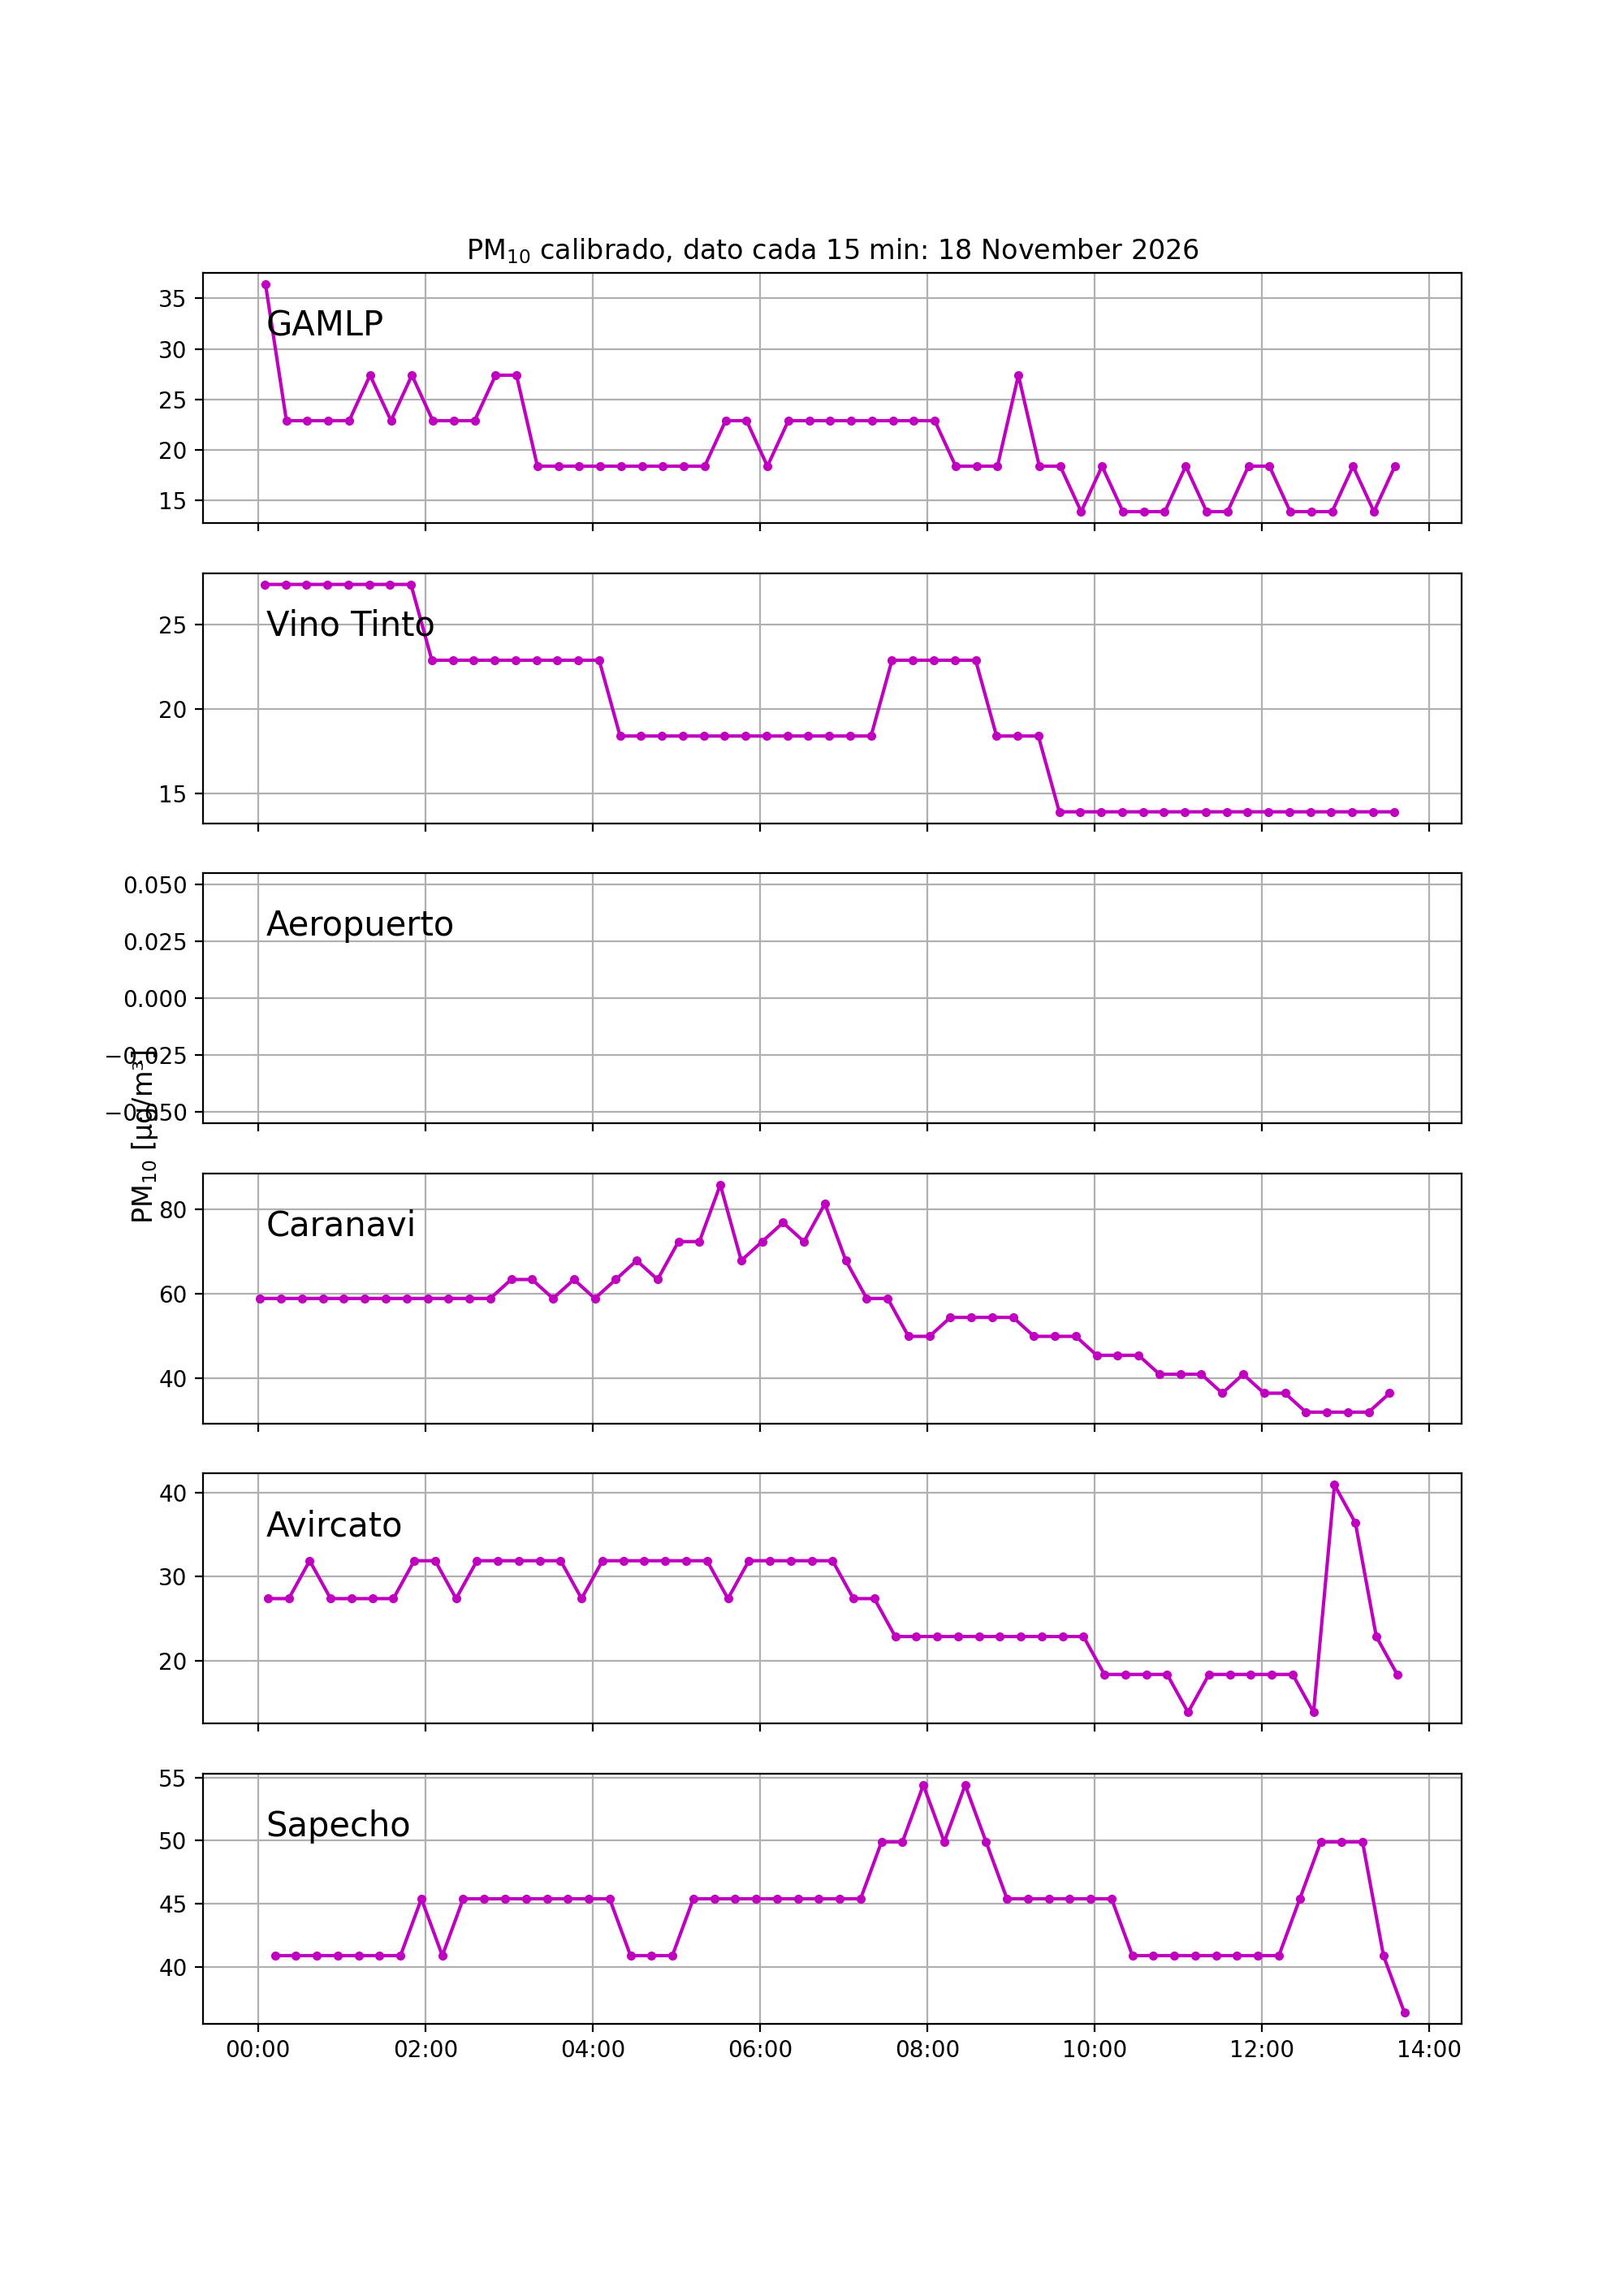 PM₁₀ calibrado, dato cada 15 min: 18 November 2026
35
30
25
20
15
GAMLP
25
20
15
Vino Tinto
0.050
0.025
0.000
−0.025
−0.050
Aeropuerto
PM₁₀ [µg/m³]
80
60
40
Caranavi
40
30
20
Avircato
55
50
45
40
Sapecho
00:00 02:00 04:00 06:00 08:00 10:00 12:00 14:00